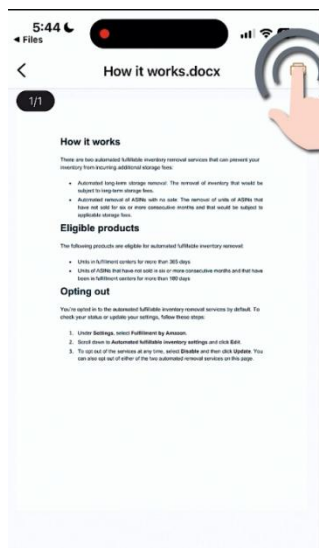 5:44
◄ Files
How it works.docx
1/1
How it works
There are two automated fulfillable inventory removal services that can prevent your
inventory from incurring additional storage fees:
• Automated long-term storage removal: The removal of inventory that would be
subject to long-term storage fees.
• Automated removal of ASINs with no sale: The removal of units of ASINs that
have not sold for six or more consecutive months and that would be subject to
applicable storage fees.
Eligible products
The following products are eligible for automated fulfillable inventory removal:
• Units in fulfillment centers for more than 365 days
• Units of ASINs that have not sold in six or more consecutive months and that have
been in fulfillment centers for more than 180 days
Opting out
You're opted in to the automated fulfillable inventory removal services by default. To
check your status or update your settings, follow these steps:
1. Under Settings, select Fulfillment by Amazon.
2. Scroll down to Automated fulfillable inventory settings and click Edit.
3. To opt out of the services at any time, select Disable and then click Update. You
can also opt out of either of the two automated removal services on this page.